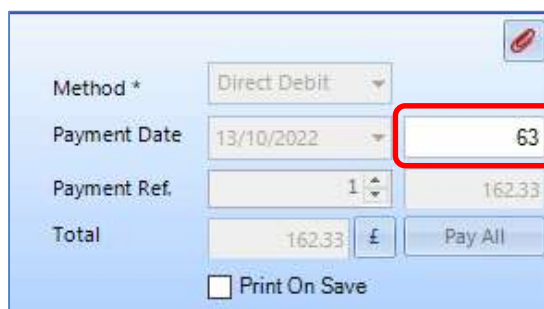 Method * Direct Debit
Payment Date 13/10/2022 63
Payment Ref. 1 162.33
Total 162.33 £ Pay All
Print On Save